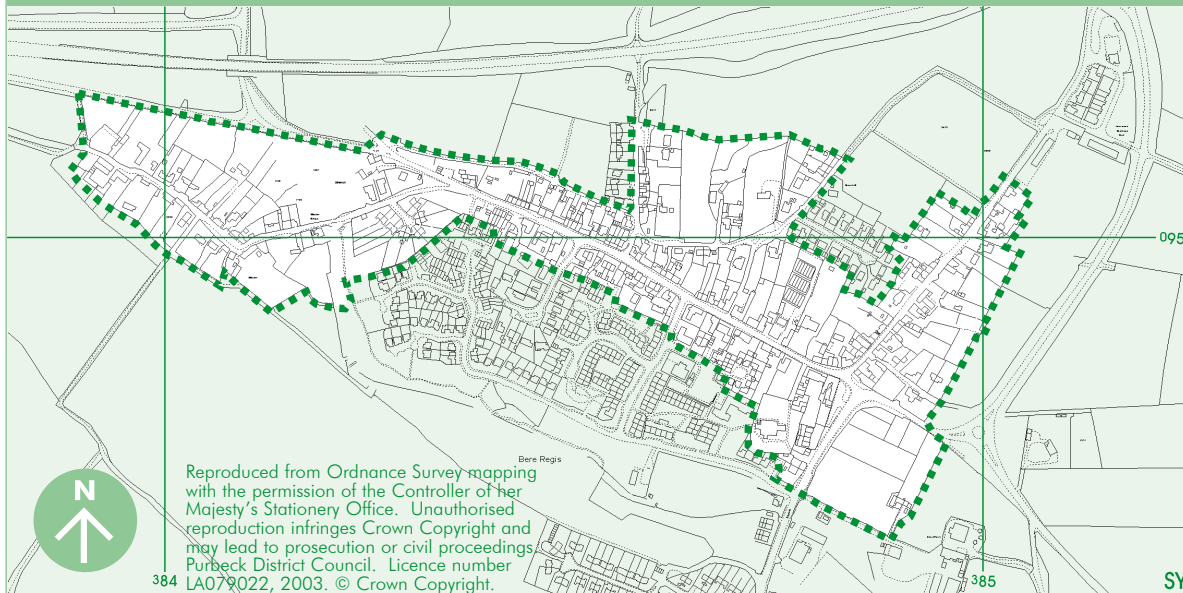 095
Bere Regis
N
Reproduced from Ordnance Survey mapping
with the permission of the Controller of her
Majesty's Stationery Office. Unauthorised
reproduction infringes Crown Copyright and
may lead to prosecution or civil proceedings.
Purbeck District Council. Licence number
LA079022, 2003. © Crown Copyright.
384
385
SY